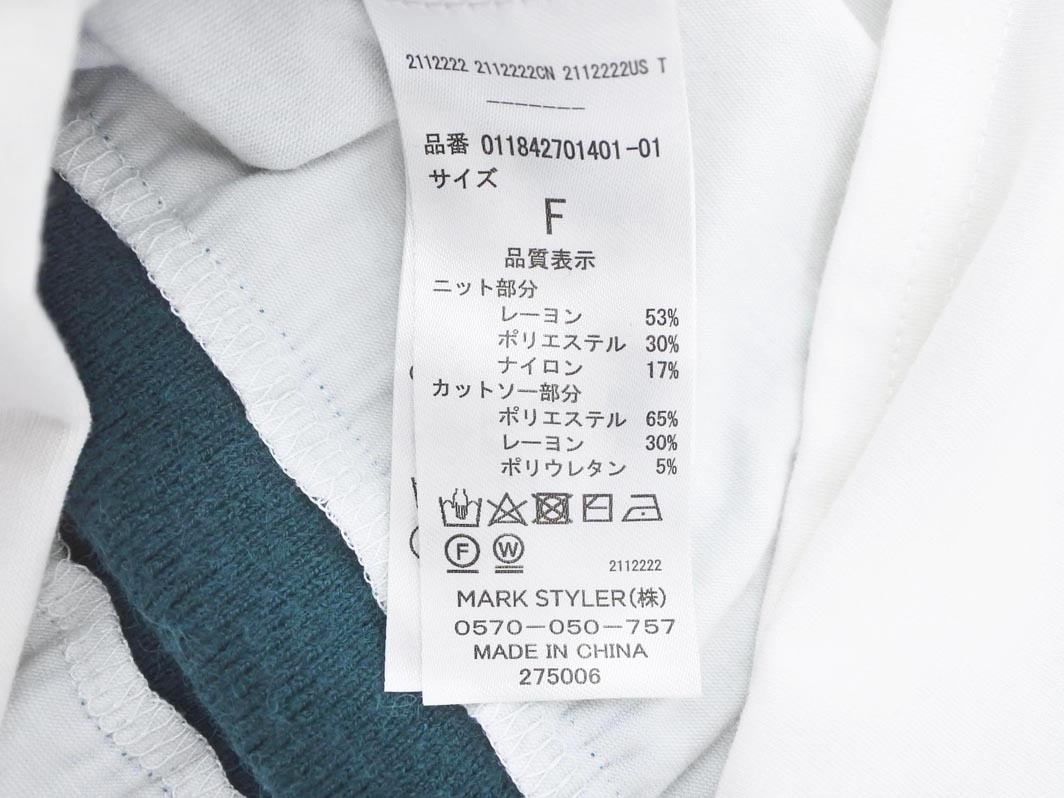 2112222 2112222CN 2112222US T
-------
品番 011842701401-01
サイズ
F
品質表示
ニット部分
レーヨン 53%
ポリエステル 30%
ナイロン 17%
カットソー部分
ポリエステル 65%
レーヨン 30%
ポリウレタン 5%
F W 2112222
MARK STYLER(株)
0570-050-757
MADE IN CHINA
275006